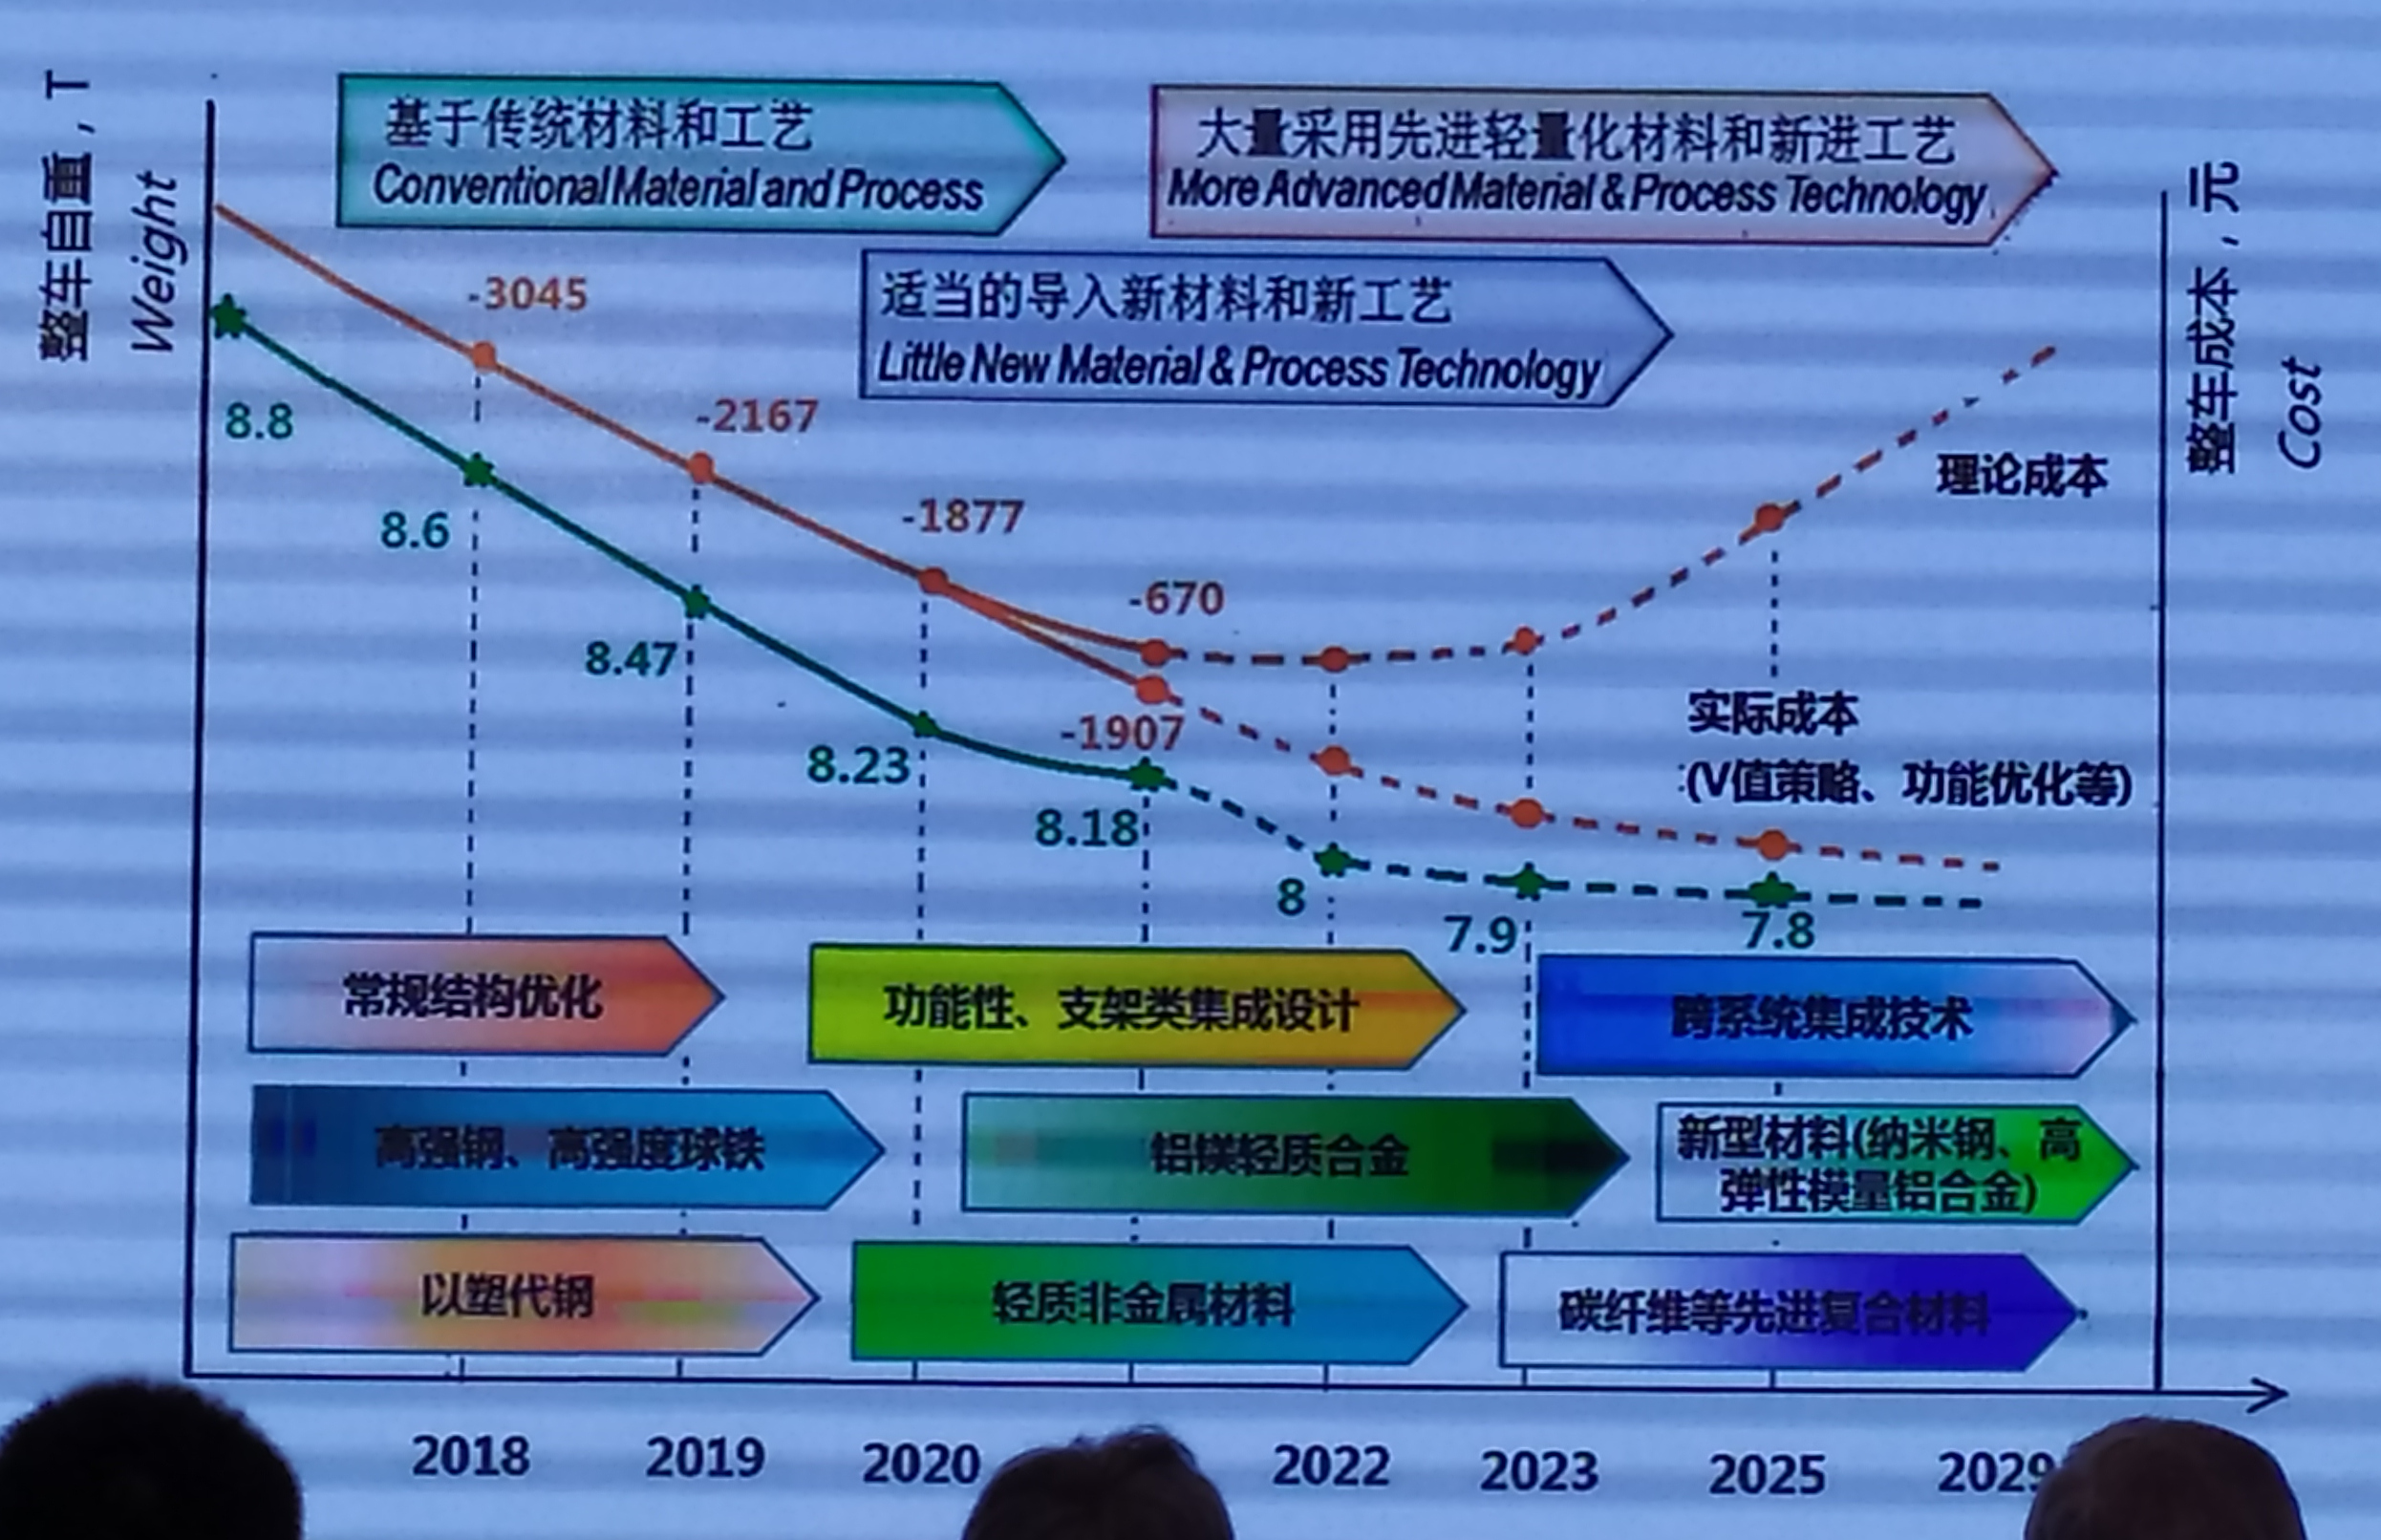 整车自重，T
Weight
基于传统材料和工艺
Conventional Material and Process
大量采用先进轻量化材料和新进工艺
More Advanced Material & Process Technology
适当的导入新材料和新工艺
Little New Material & Process Technology
整车成本，元
Cost
-3045
-2167
-1877
-670
-1907
理论成本
实际成本
(V值策略、功能优化等)
8.8
8.6
8.47
8.23
8.18
8
7.9
7.8
常规结构优化
功能性、支架类集成设计
跨系统集成技术
高强钢、高强度球铁
铝镁轻质合金
新型材料(纳米钢、高
弹性模量铝合金)
以塑代钢
轻质非金属材料
碳纤维等先进复合材料
2018
2019
2020
2022
2023
2025
2029